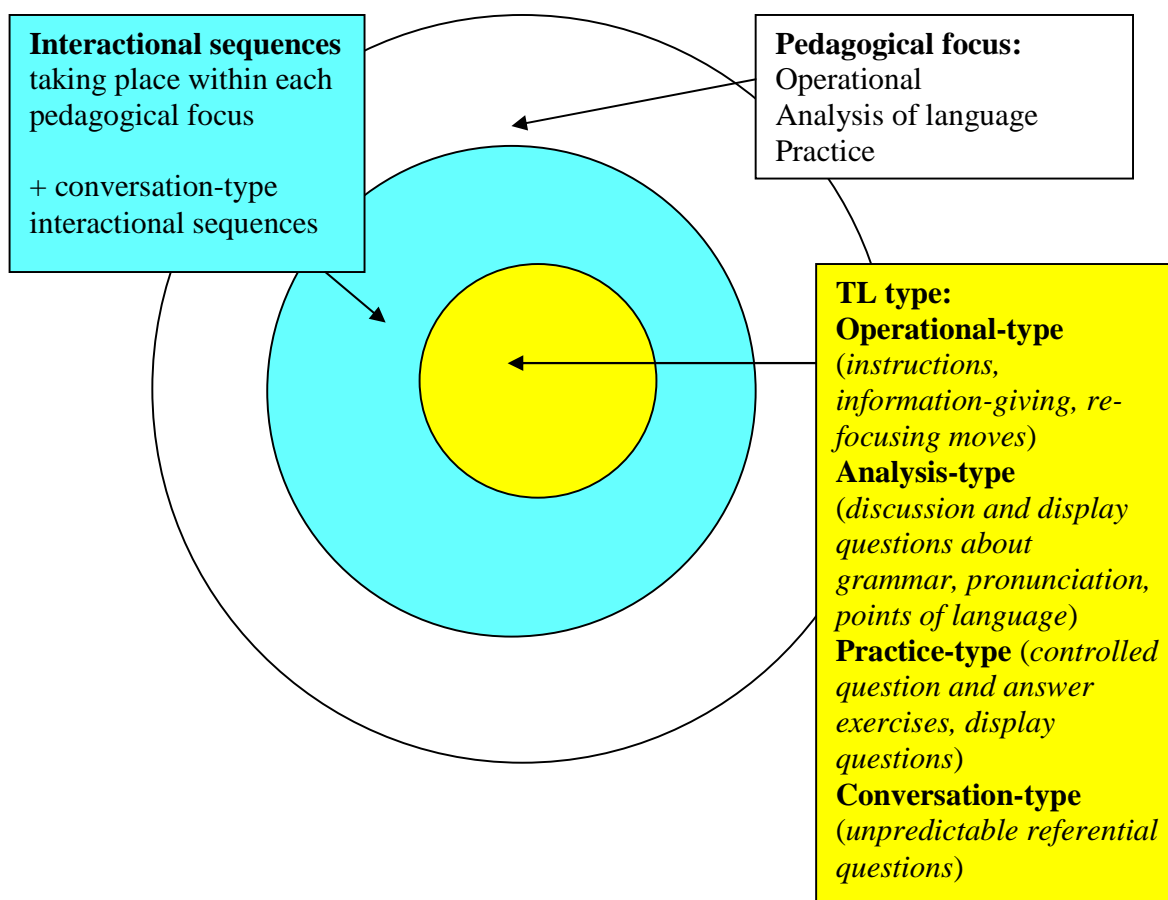 Interactional sequences
taking place within each
pedagogical focus
+ conversation-type
interactional sequences
Pedagogical focus:
Operational
Analysis of language
Practice
TL type:
Operational-type
(instructions,
information-giving, re-
focusing moves)
Analysis-type
(discussion and display
questions about
grammar, pronunciation,
points of language)
Practice-type (controlled
question and answer
exercises, display
questions)
Conversation-type
(unpredictable referential
questions)